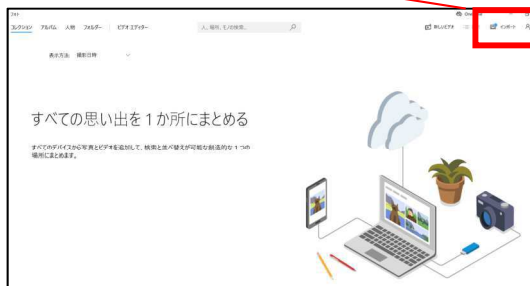 フォト
コレクション アルバム 人物 フォルダー ビデオ エディター 人、場所、モノの検索... 新しいビデオ インポート
表示方法: 撮影日時
すべての思い出を１か所にまとめる
すべてのデバイスから写真とビデオを追加して、検索と並べ替えが可能な創造的な 1 つの
場所にまとめます。